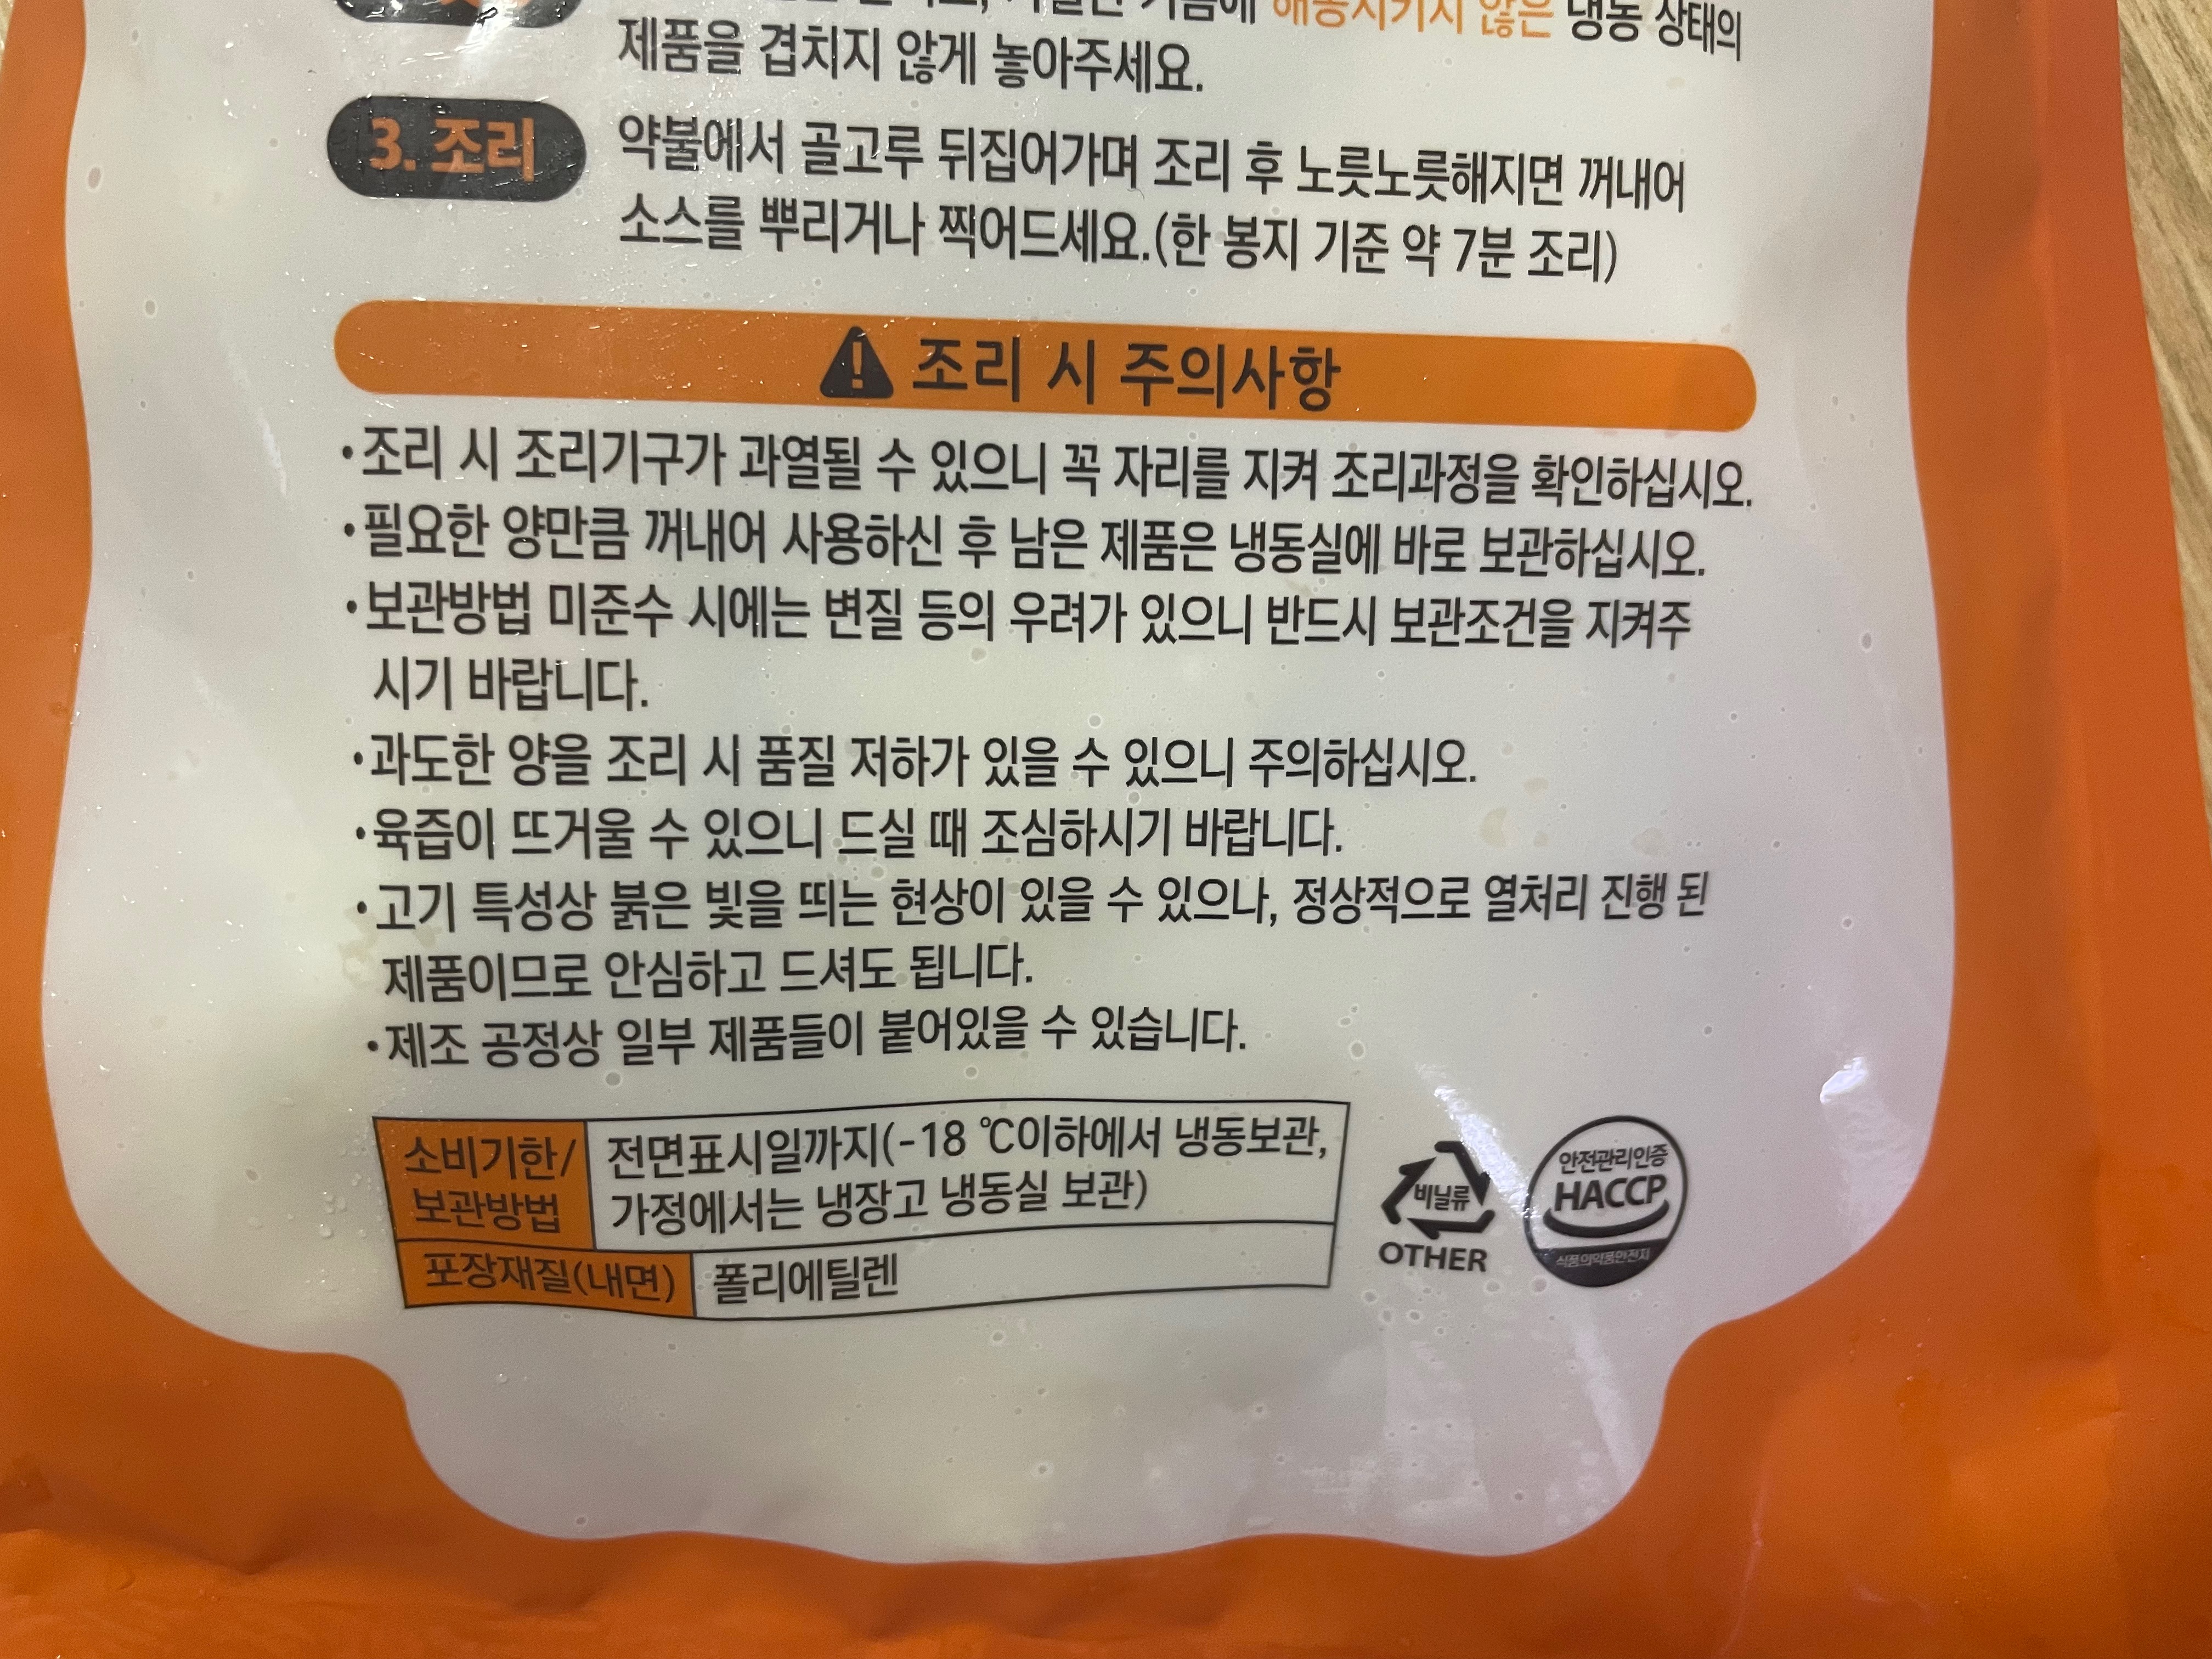 해동시키지 않은 냉동 상태의
제품을 겹치지 않게 놓아주세요.
3. 조리
약불에서 골고루 뒤집어가며 조리 후 노릇노릇해지면 꺼내어
소스를 뿌리거나 찍어드세요.(한 봉지 기준 약 7분 조리)
조리 시 주의사항
•조리 시 조리기구가 과열될 수 있으니 꼭 자리를 지켜 조리과정을 확인하십시오.
•필요한 양만큼 꺼내어 사용하신 후 남은 제품은 냉동실에 바로 보관하십시오.
•보관방법 미준수 시에는 변질 등의 우려가 있으니 반드시 보관조건을 지켜주
시기 바랍니다.
•과도한 양을 조리 시 품질 저하가 있을 수 있으니 주의하십시오.
•육즙이 뜨거울 수 있으니 드실 때 조심하시기 바랍니다.
•고기 특성상 붉은 빛을 띄는 현상이 있을 수 있으나, 정상적으로 열처리 진행 된
제품이므로 안심하고 드셔도 됩니다.
•제조 공정상 일부 제품들이 붙어있을 수 있습니다.
소비기한/
보관방법
전면표시일까지(-18 ℃이하에서 냉동보관,
가정에서는 냉장고 냉동실 보관)
포장재질(내면)
폴리에틸렌
비닐류
OTHER
안전관리인증
HACCP
식품의약품안전처